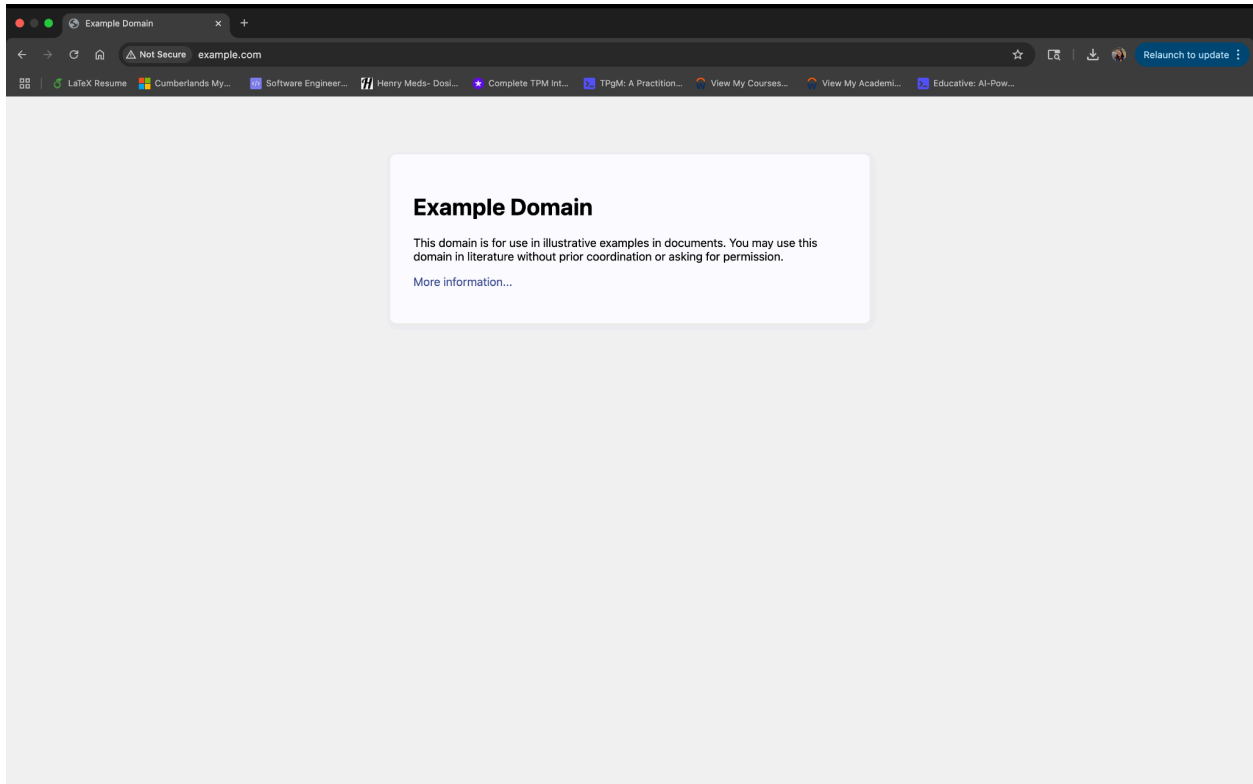 Example Domain
Not Secure example.com
Relaunch to update
LaTeX Resume Cumberlands My... Software Engineer... Henry Meds- Dosi... Complete TPM Int... TPgM: A Practition... View My Courses... View My Academi... Educative: AI-Pow...
Example Domain
This domain is for use in illustrative examples in documents. You may use this
domain in literature without prior coordination or asking for permission.
More information...